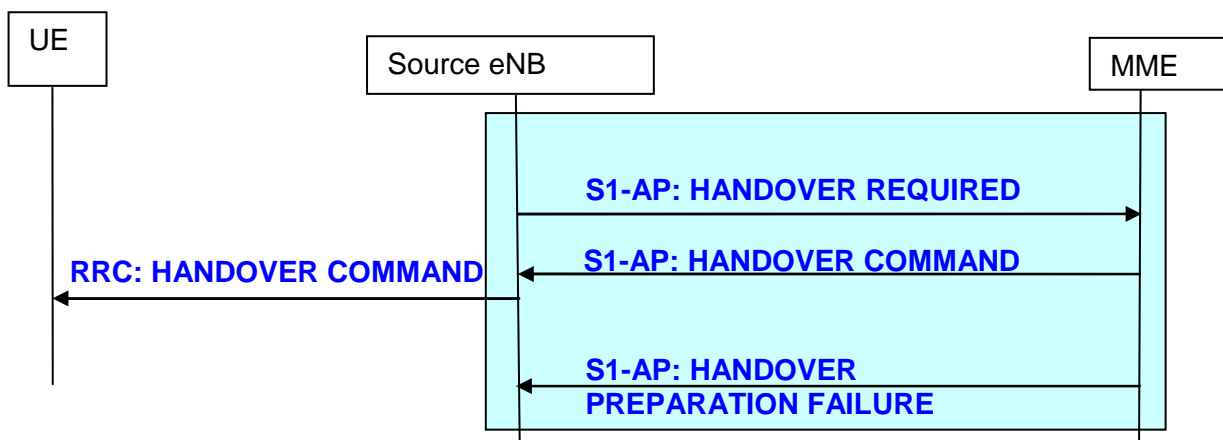 UE
Source eNB
MME
S1-AP: HANDOVER REQUIRED
S1-AP: HANDOVER COMMAND
RRC: HANDOVER COMMAND
S1-AP: HANDOVER
PREPARATION FAILURE